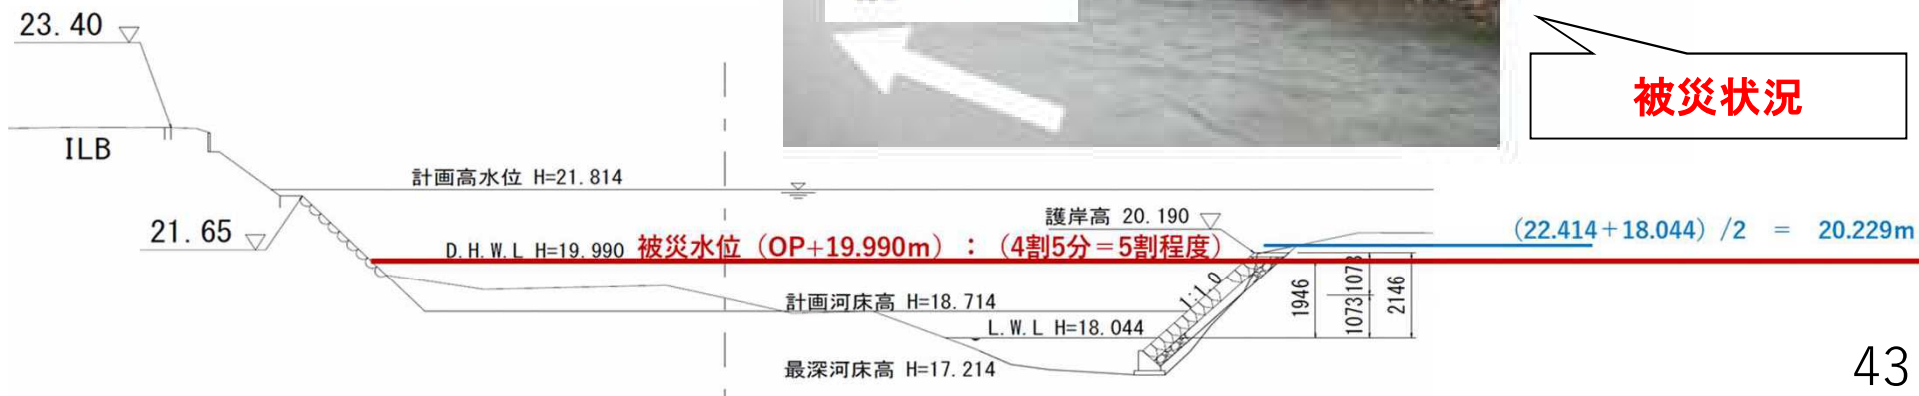 23.40
被災状況
ILB
計画高水位 H=21.814
護岸高 20.190
21.65
(22.414+18.044) /2 = 20.229m
D.H.W.L H=19.990
被災水位（OP+19.990m）：（4割5分＝5割程度）
1:1.0
1946
1073
1073
2146
計画河床高 H=18.714
L.W.L H=18.044
最深河床高 H=17.214
43